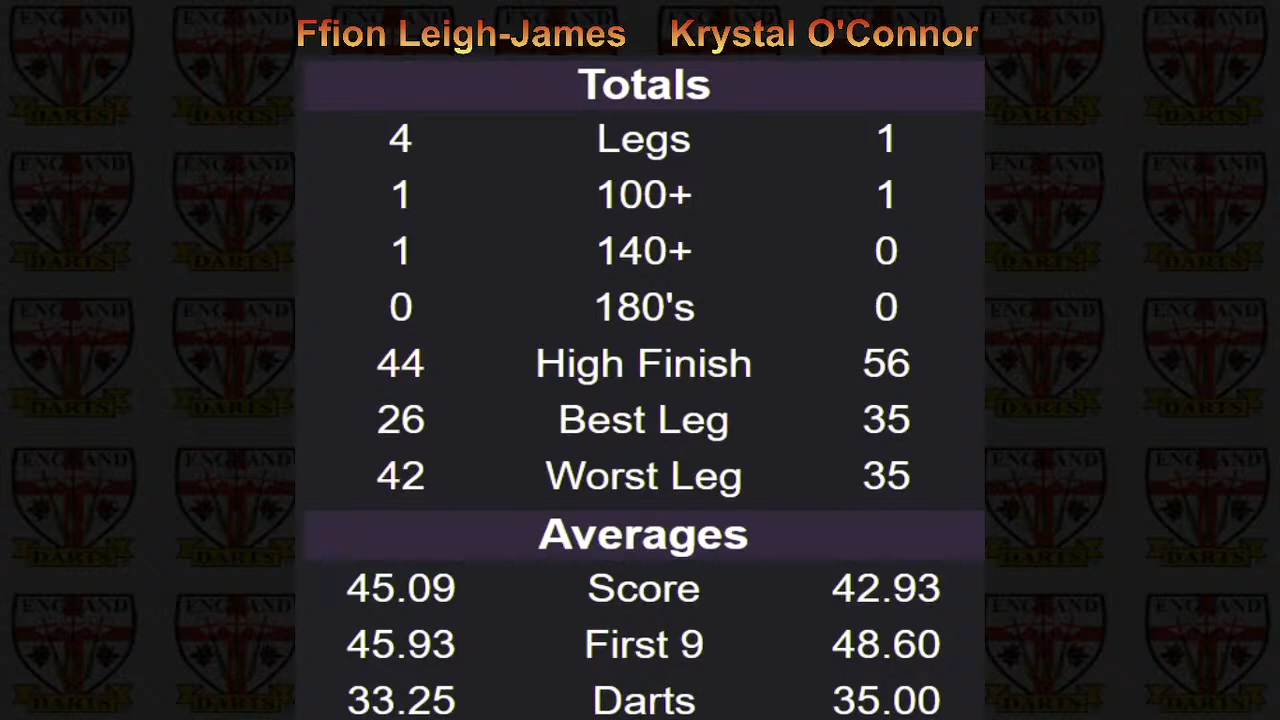 Ffion Leigh-James Krystal O'Connor
Totals
4 Legs 1
1 100+ 1
1 140+ 0
0 180's 0
44 High Finish 56
26 Best Leg 35
42 Worst Leg 35
Averages
45.09 Score 42.93
45.93 First 9 48.60
33.25 Darts 35.00
ENGLAND
DARTS